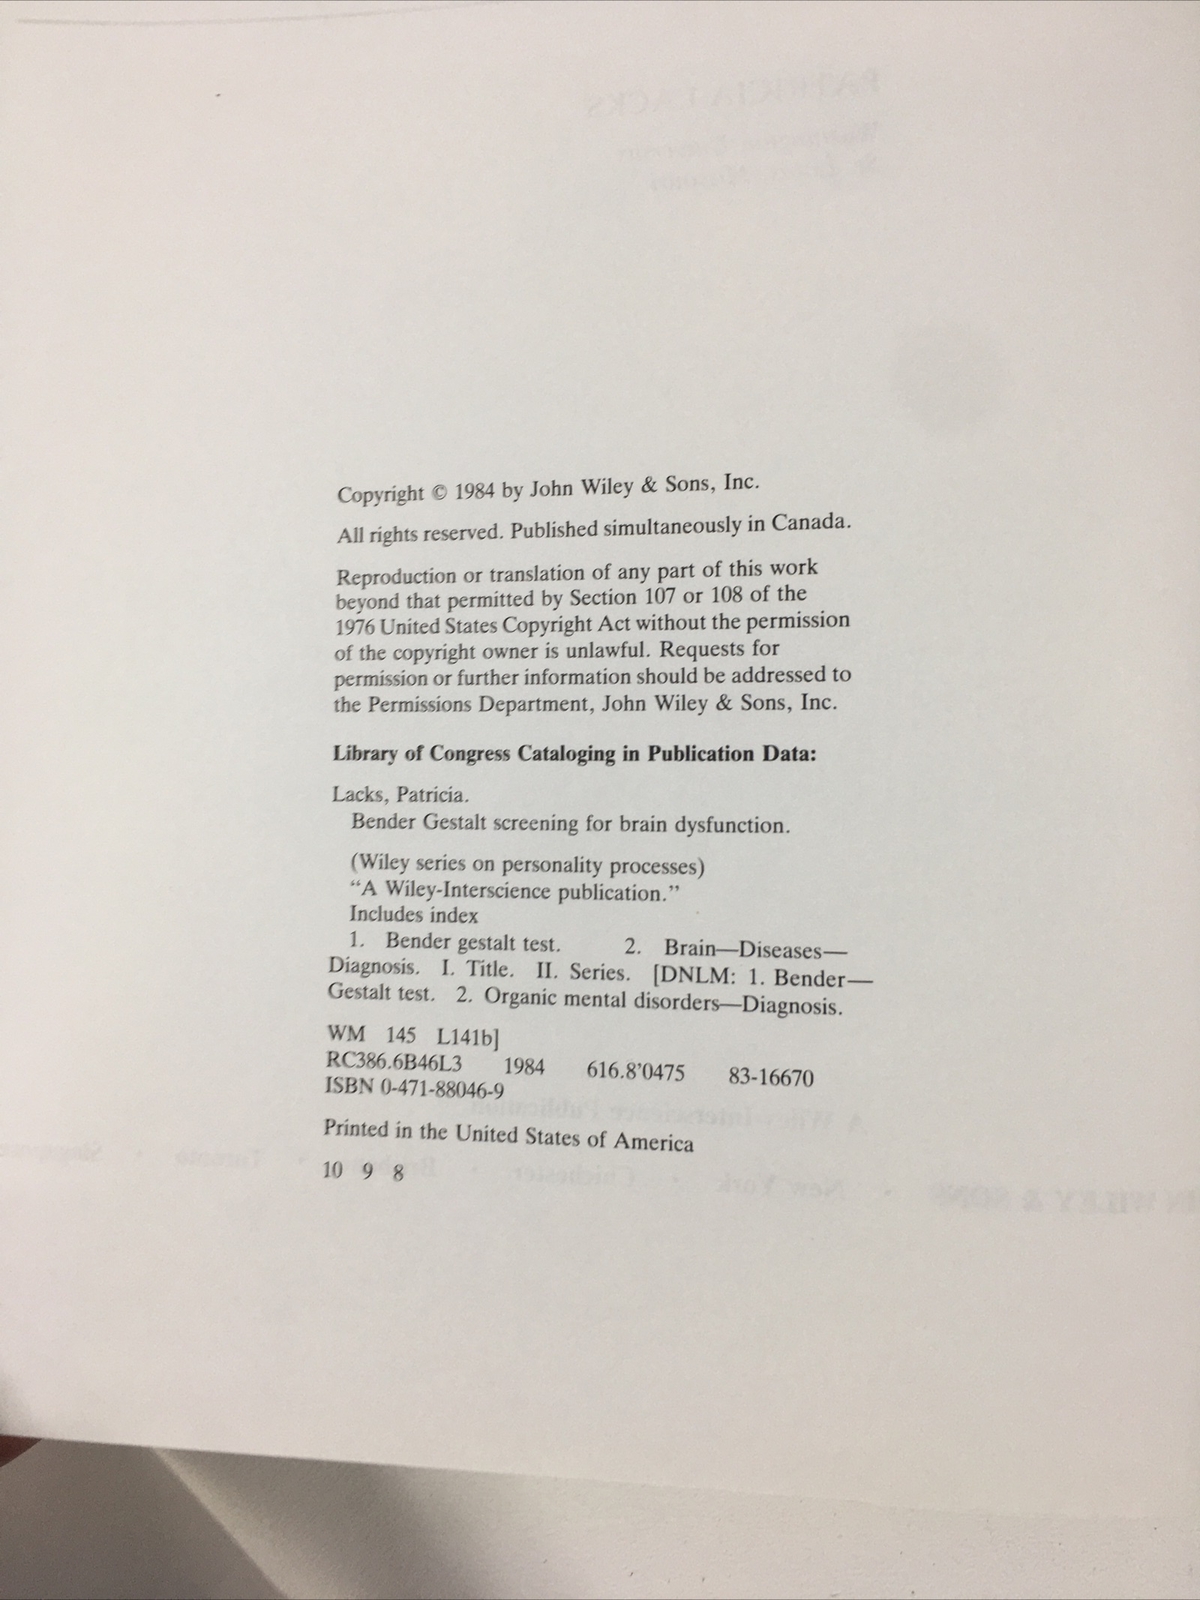 Copyright © 1984 by John Wiley & Sons, Inc.
All rights reserved. Published simultaneously in Canada.
Reproduction or translation of any part of this work
beyond that permitted by Section 107 or 108 of the
1976 United States Copyright Act without the permission
of the copyright owner is unlawful. Requests for
permission or further information should be addressed to
the Permissions Department, John Wiley & Sons, Inc.
Library of Congress Cataloging in Publication Data:
Lacks, Patricia.
Bender Gestalt screening for brain dysfunction.
(Wiley series on personality processes)
“A Wiley-Interscience publication.”
Includes index
1. Bender gestalt test. 2. Brain—Diseases—
Diagnosis. I. Title. II. Series. [DNLM: 1. Bender—
Gestalt test. 2. Organic mental disorders—Diagnosis.
WM 145 L141b]
RC386.6B46L3 1984 616.8’0475 83-16670
ISBN 0-471-88046-9
Printed in the United States of America
10 9 8